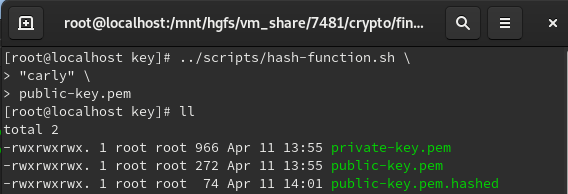 root@localhost:/mnt/hgfs/vm_share/7481/crypto/fin...
[root@localhost key]# ../scripts/hash-function.sh \
> "carly" \
> public-key.pem
[root@localhost key]# ll
total 2
-rwxrwxrwx. 1 root root 966 Apr 11 13:55 private-key.pem
-rwxrwxrwx. 1 root root 272 Apr 11 13:55 public-key.pem
-rwxrwxrwx. 1 root root  74 Apr 11 14:01 public-key.pem.hashed